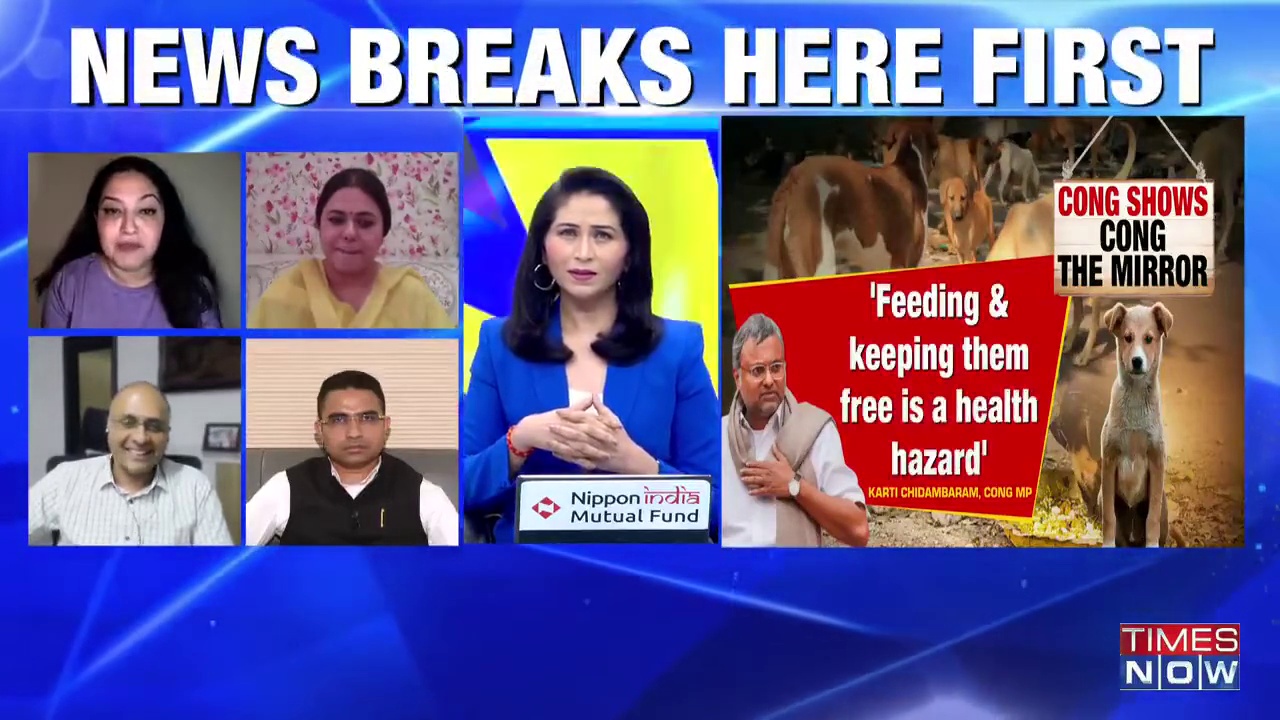 NEWS BREAKS HERE FIRST
CONG SHOWS
CONG
THE MIRROR
'Feeding &
keeping them
free is a health
hazard'
KARTI CHIDAMBARAM, CONG MP
Nippon india
Mutual Fund
TIMES
NOW